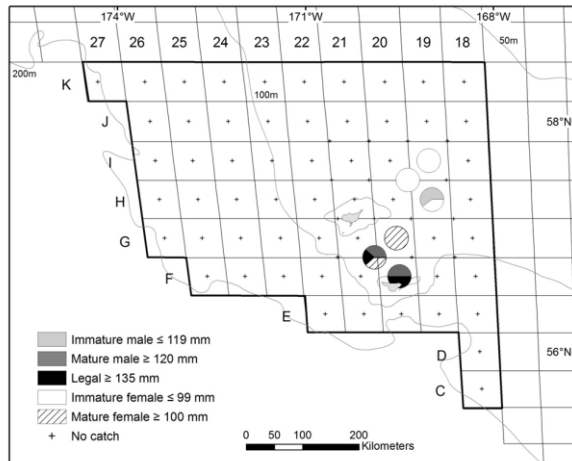 174°W 171°W 168°W
27 26 25 24 23 22 21 20 19 18 50m
200m
K 100m
J 58°N
I
H
G
F
E
Immature male ≤ 119 mm
Mature male ≥ 120 mm D 56°N
Legal ≥ 135 mm
Immature female ≤ 99 mm C
Mature female ≥ 100 mm
+ No catch
0 50 100 200
Kilometers